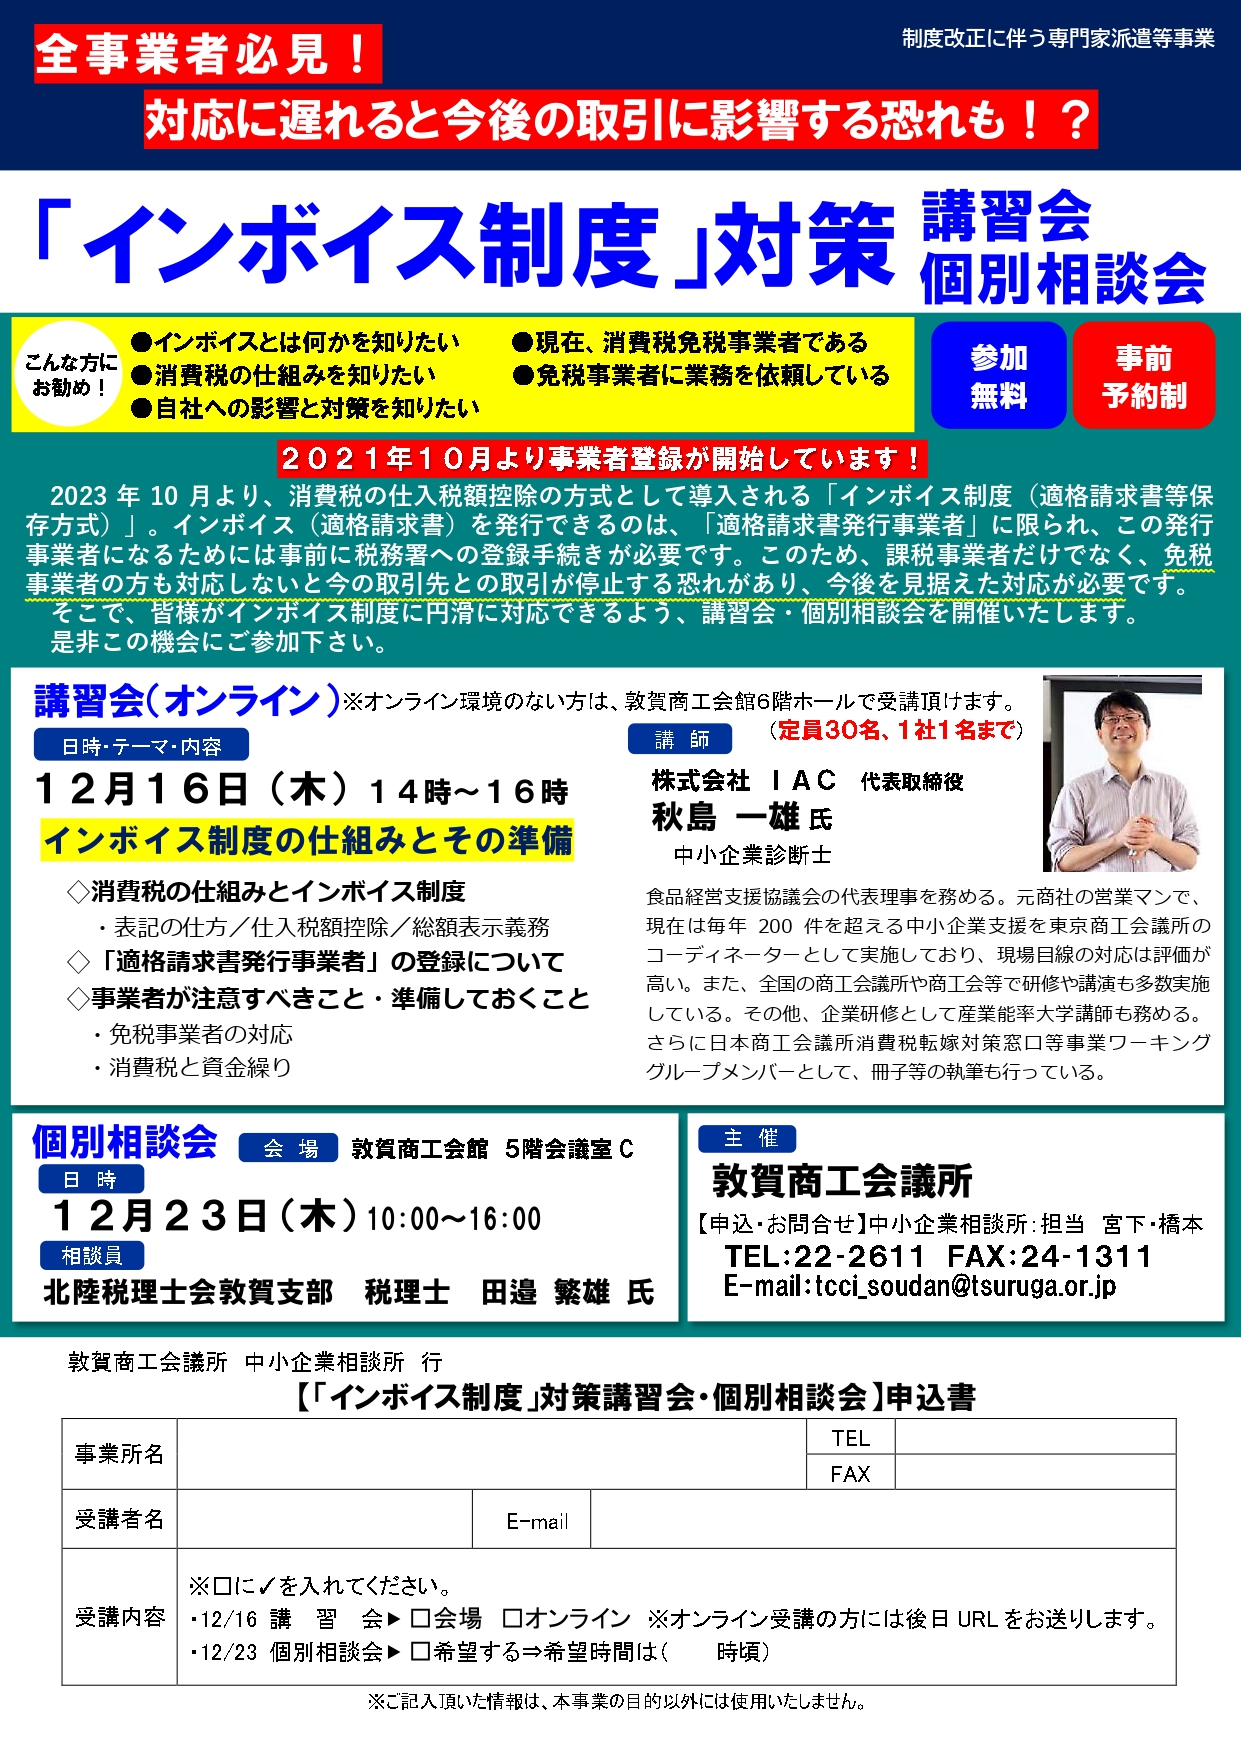 制度改正に伴う専門家派遣等事業
全事業者必見！
対応に遅れると今後の取引に影響する恐れも！？
「インボイス制度」対策 講習会
個別相談会
こんな方に
お勧め！
●インボイスとは何かを知りたい
●消費税の仕組みを知りたい
●自社への影響と対策を知りたい
●現在、消費税免税事業者である
●免税事業者に業務を依頼している
参加
無料
事前
予約制
２０２１年１０月より事業者登録が開始しています！
2023 年 10 月より、消費税の仕入税額控除の方式として導入される「インボイス制度（適格請求書等保
存方式）」。インボイス（適格請求書）を発行できるのは、「適格請求書発行事業者」に限られ、この発行
事業者になるためには事前に税務署への登録手続きが必要です。このため、課税事業者だけでなく、免税
事業者の方も対応しないと今の取引先との取引が停止する恐れがあり、今後を見据えた対応が必要です。
そこで、皆様がインボイス制度に円滑に対応できるよう、講習会・個別相談会を開催いたします。
是非この機会にご参加下さい。
講習会（オンライン）※オンライン環境のない方は、敦賀商工会館6階ホールで受講頂けます。
（定員30名、１社１名まで）
日時・テーマ・内容
１２月１６日（木）１４時～１６時
インボイス制度の仕組みとその準備
◇消費税の仕組みとインボイス制度
・表記の仕方／仕入税額控除／総額表示義務
◇「適格請求書発行事業者」の登録について
◇事業者が注意すべきこと・準備しておくこと
・免税事業者の対応
・消費税と資金繰り
講 師
株式会社 ＩＡＣ 代表取締役
秋島 一雄 氏
中小企業診断士
食品経営支援協議会の代表理事を務める。元商社の営業マンで、
現在は毎年 200 件を超える中小企業支援を東京商工会議所の
コーディネーターとして実施しており、現場目線の対応は評価が
高い。また、全国の商工会議所や商工会等で研修や講演も多数実施
している。その他、企業研修として産業能率大学講師も務める。
さらに日本商工会議所消費税転嫁対策窓口等事業ワーキング
グループメンバーとして、冊子等の執筆も行っている。
個別相談会 会 場 敦賀商工会館 5階会議室 C
日 時
１２月２３日（木）10：00～16：00
相談員
北陸税理士会敦賀支部 税理士 田邉 繁雄 氏
主 催
敦賀商工会議所
【申込・お問合せ】中小企業相談所：担当 宮下・橋本
TEL：22-2611 FAX：24-1311
E-mail：tcci_soudan@tsuruga.or.jp
敦賀商工会議所 中小企業相談所 行
【「インボイス制度」対策講習会・個別相談会】申込書
事業所名
TEL
FAX
受講者名
E-mail
受講内容
※□に✓を入れてください。
・12/16 講 習 会▶ □会場 □オンライン ※オンライン受講の方には後日 URL をお送りします。
・12/23 個別相談会▶ □希望する⇒希望時間は（ 時頃）
※ご記入頂いた情報は、本事業の目的以外には使用いたしません。